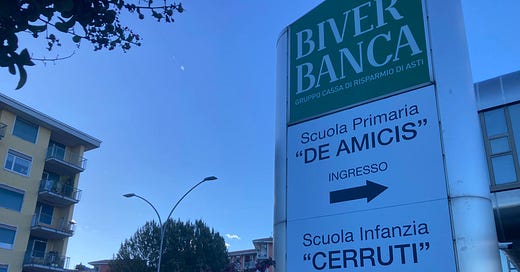 BIVER
BANCA
GRUPPO CASSA DI RISPARMIO DI ASTI
Scuola Primaria
“DE AMICIS”
INGRESSO
Scuola Infanzia
“CERRUTI”